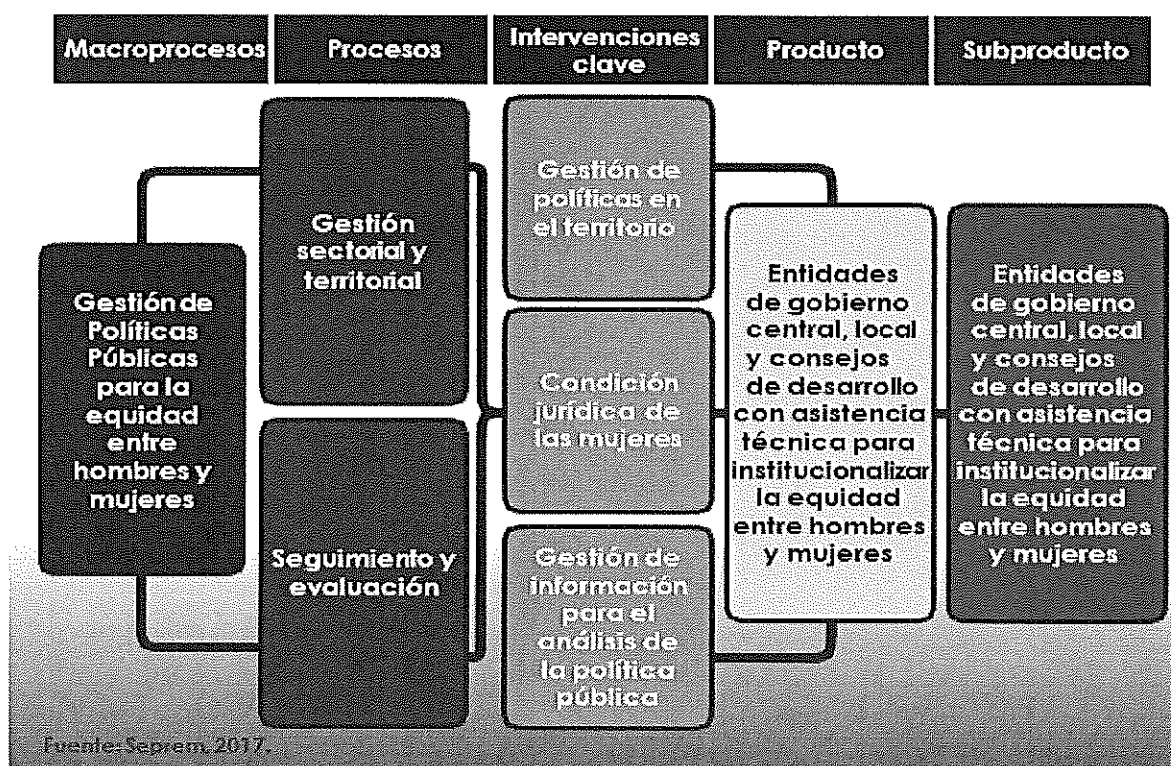 Macroprocesos
Procesos
Intervenciones
clave
Producto
Subproducto
Gestión de
Políticas
Públicas
para la
equidad
entre
hombres y
mujeres
Gestión
sectorial y
territorial
Seguimiento y
evaluación
Gestión de
políticas en
el territorio
Condición
jurídica de
las mujeres
Gestión de
información
para el
análisis de
la política
pública
Entidades
de gobierno
central, local
y consejos
de desarrollo
con asistencia
técnica para
institucionalizar
la equidad
entre hombres
y mujeres
Entidades
de gobierno
central, local
y consejos
de desarrollo
con asistencia
técnica para
institucionalizar
la equidad
entre hombres
y mujeres
Fuente: Seprem, 2017.